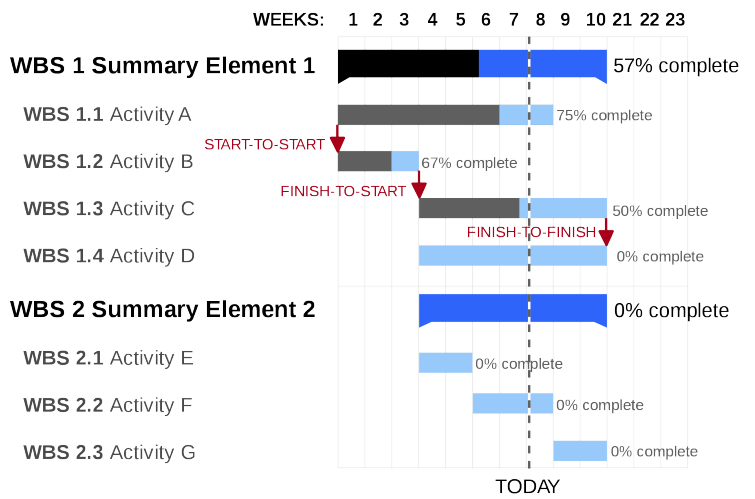 WEEKS: 1 2 3 4 5 6 7 8 9 10 21 22 23
WBS 1 Summary Element 1 57% complete
WBS 1.1 Activity A 75% complete
START-TO-START
WBS 1.2 Activity B 67% complete
FINISH-TO-START
WBS 1.3 Activity C 50% complete
FINISH-TO-FINISH
WBS 1.4 Activity D 0% complete
WBS 2 Summary Element 2 0% complete
WBS 2.1 Activity E 0% complete
WBS 2.2 Activity F 0% complete
WBS 2.3 Activity G 0% complete
TODAY